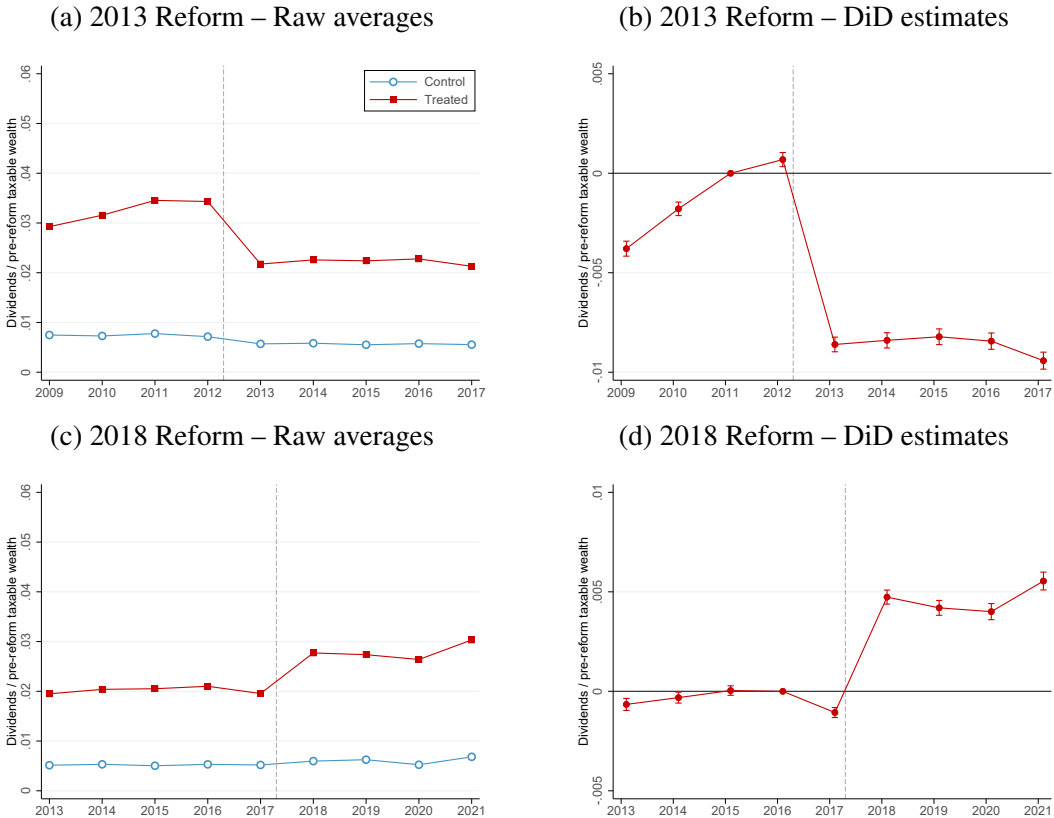 (a) 2013 Reform – Raw averages
Dividends / pre-reform taxable wealth
.06
.05
.04
.03
.02
.01
0
Control
Treated
2009 2010 2011 2012 2013 2014 2015 2016 2017
(b) 2013 Reform – DiD estimates
Dividends / pre-reform taxable wealth
.005
0
-.005
-.01
2009 2010 2011 2012 2013 2014 2015 2016 2017
(c) 2018 Reform – Raw averages
Dividends / pre-reform taxable wealth
.06
.05
.04
.03
.02
.01
0
2013 2014 2015 2016 2017 2018 2019 2020 2021
(d) 2018 Reform – DiD estimates
Dividends / pre-reform taxable wealth
.01
.005
0
-.005
2013 2014 2015 2016 2017 2018 2019 2020 2021